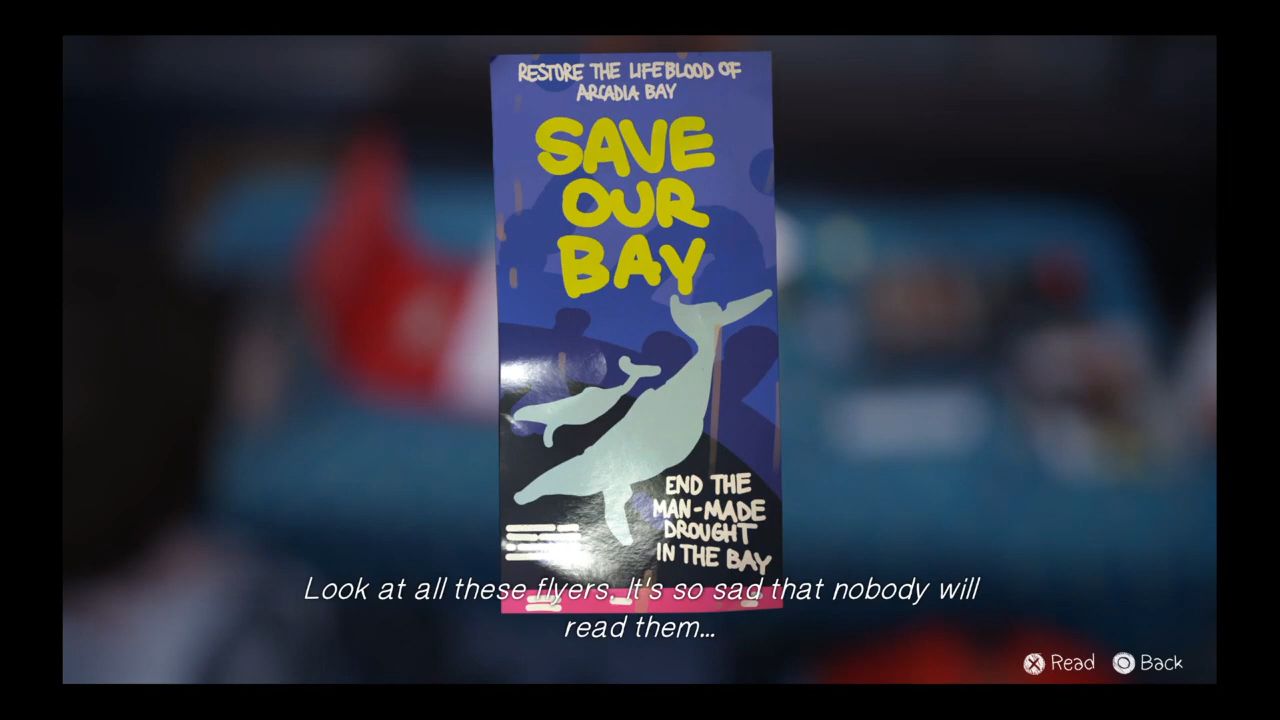 RESTORE THE LIFEBLOOD OF
ARCADIA BAY
SAVE
OUR
BAY
END THE
MAN-MADE
DROUGHT
IN THE BAY
Look at all these flyers. It's so sad that nobody will
read them...
Read Back